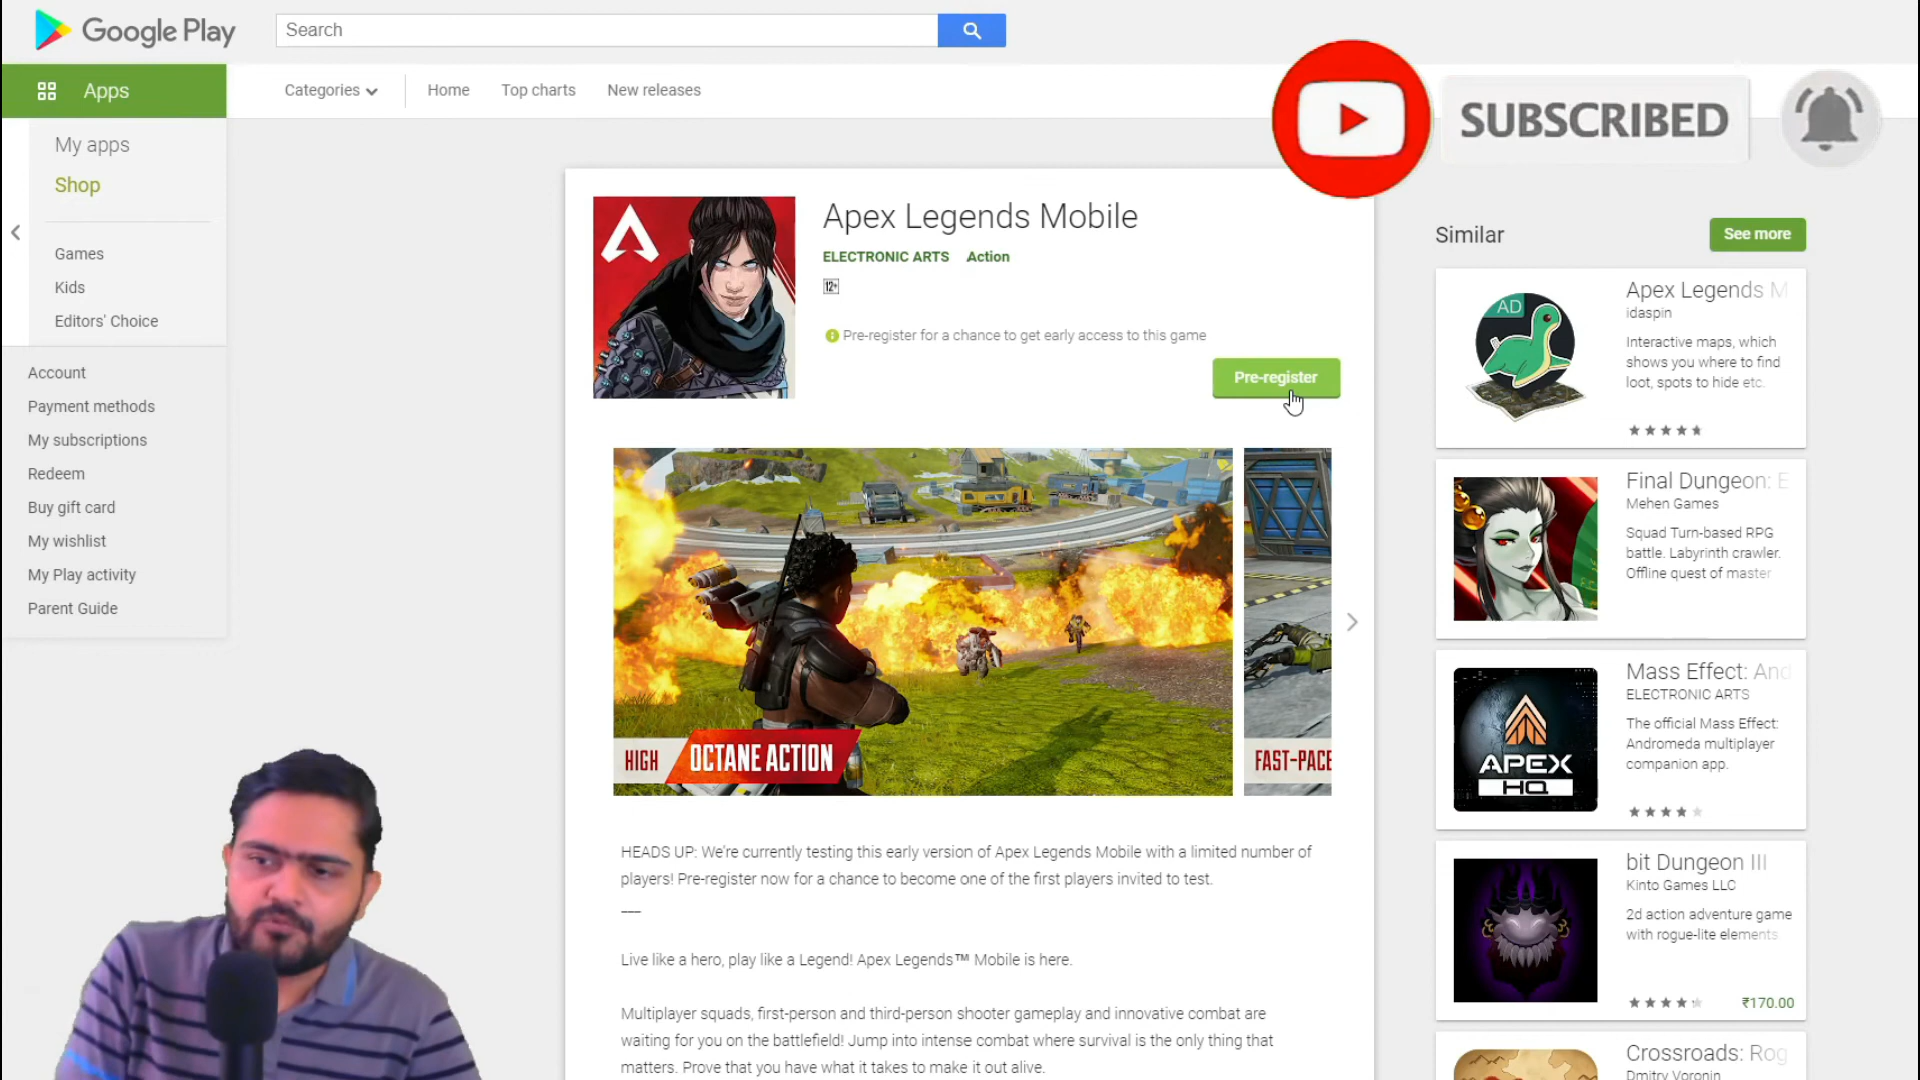 Google Play
Search
Apps
Categories
Home
Top charts
New releases
SUBSCRIBED
My apps
Shop
Games
Kids
Editors' Choice
Account
Payment methods
My subscriptions
Redeem
Buy gift card
My wishlist
My Play activity
Parent Guide
Apex Legends Mobile
ELECTRONIC ARTS Action
12+
Pre-register for a chance to get early access to this game
Pre-register
HIGH OCTANE ACTION
FAST-PACE
HEADS UP: We're currently testing this early version of Apex Legends Mobile with a limited number of
players! Pre-register now for a chance to become one of the first players invited to test.
___
Live like a hero, play like a Legend! Apex Legends™ Mobile is here.
Multiplayer squads, first-person and third-person shooter gameplay and innovative combat are
waiting for you on the battlefield! Jump into intense combat where survival is the only thing that
matters. Prove that you have what it takes to make it out alive.
Similar
See more
AD
Apex Legends M
idaspin
Interactive maps, which
shows you where to find
loot, spots to hide etc.
Final Dungeon: E
Mehen Games
Squad Turn-based RPG
battle. Labyrinth crawler.
Offline quest of master
APEX
HQ
Mass Effect: And
ELECTRONIC ARTS
The official Mass Effect:
Andromeda multiplayer
companion app.
bit Dungeon III
Kinto Games LLC
2d action adventure game
with rogue-lite elements
₹170.00
Crossroads: Rog
Dmitry Voronin